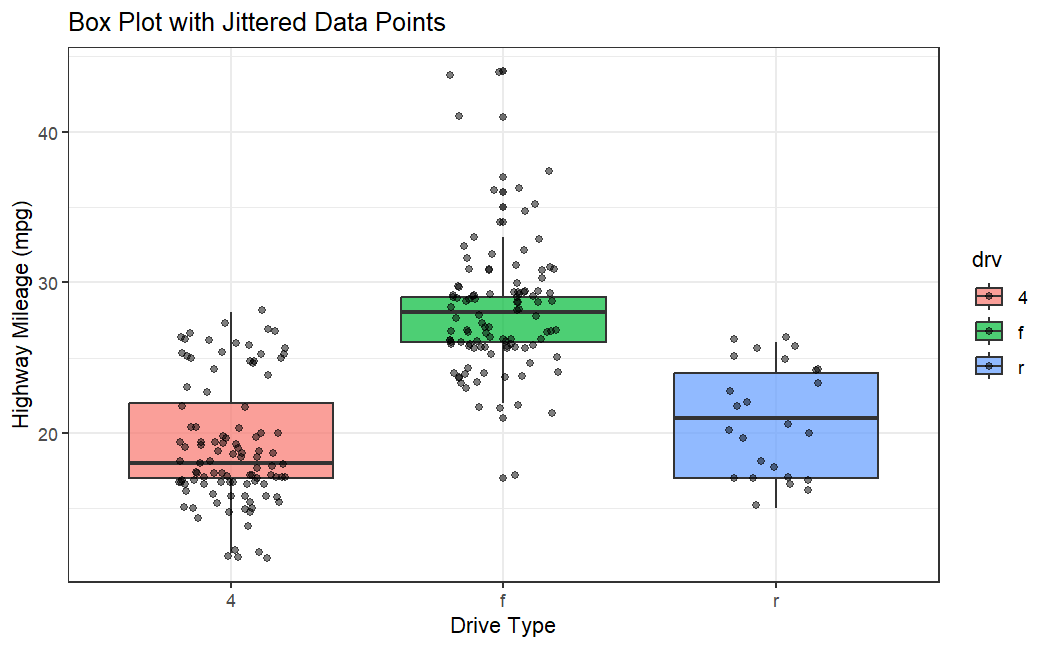 Box Plot with Jittered Data Points
Highway Mileage (mpg)
40
30
20
4
f
r
Drive Type
drv
4
f
r